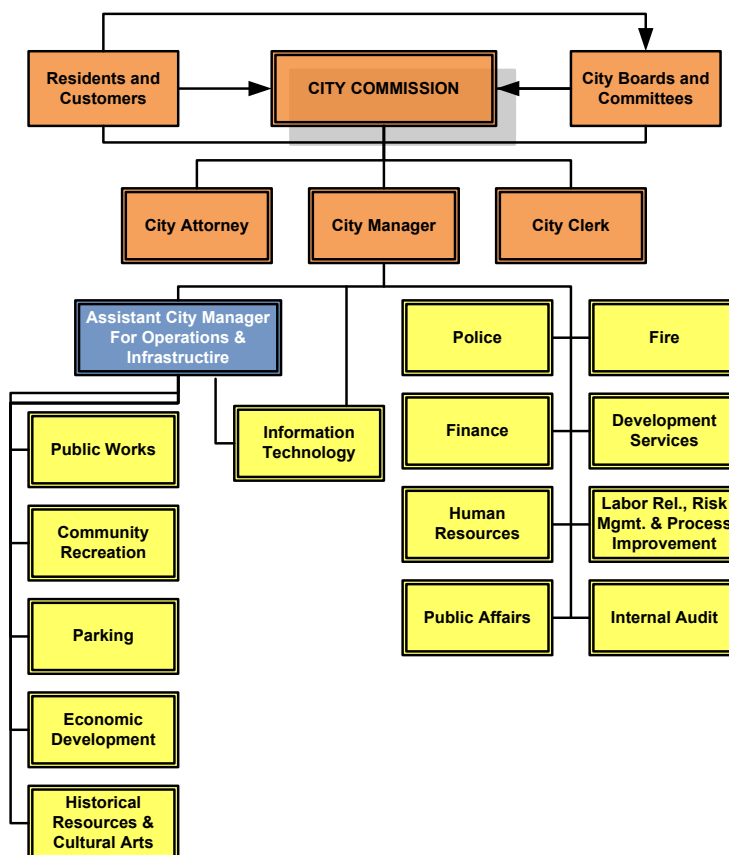 Residents and
Customers
CITY COMMISSION
City Boards and
Committees
City Attorney
City Manager
City Clerk
Assistant City Manager
For Operations &
Infrastructire
Police
Fire
Public Works
Information
Technology
Finance
Development
Services
Community
Recreation
Human
Resources
Labor Rel., Risk
Mgmt. & Process
Improvement
Parking
Public Affairs
Internal Audit
Economic
Development
Historical
Resources &
Cultural Arts